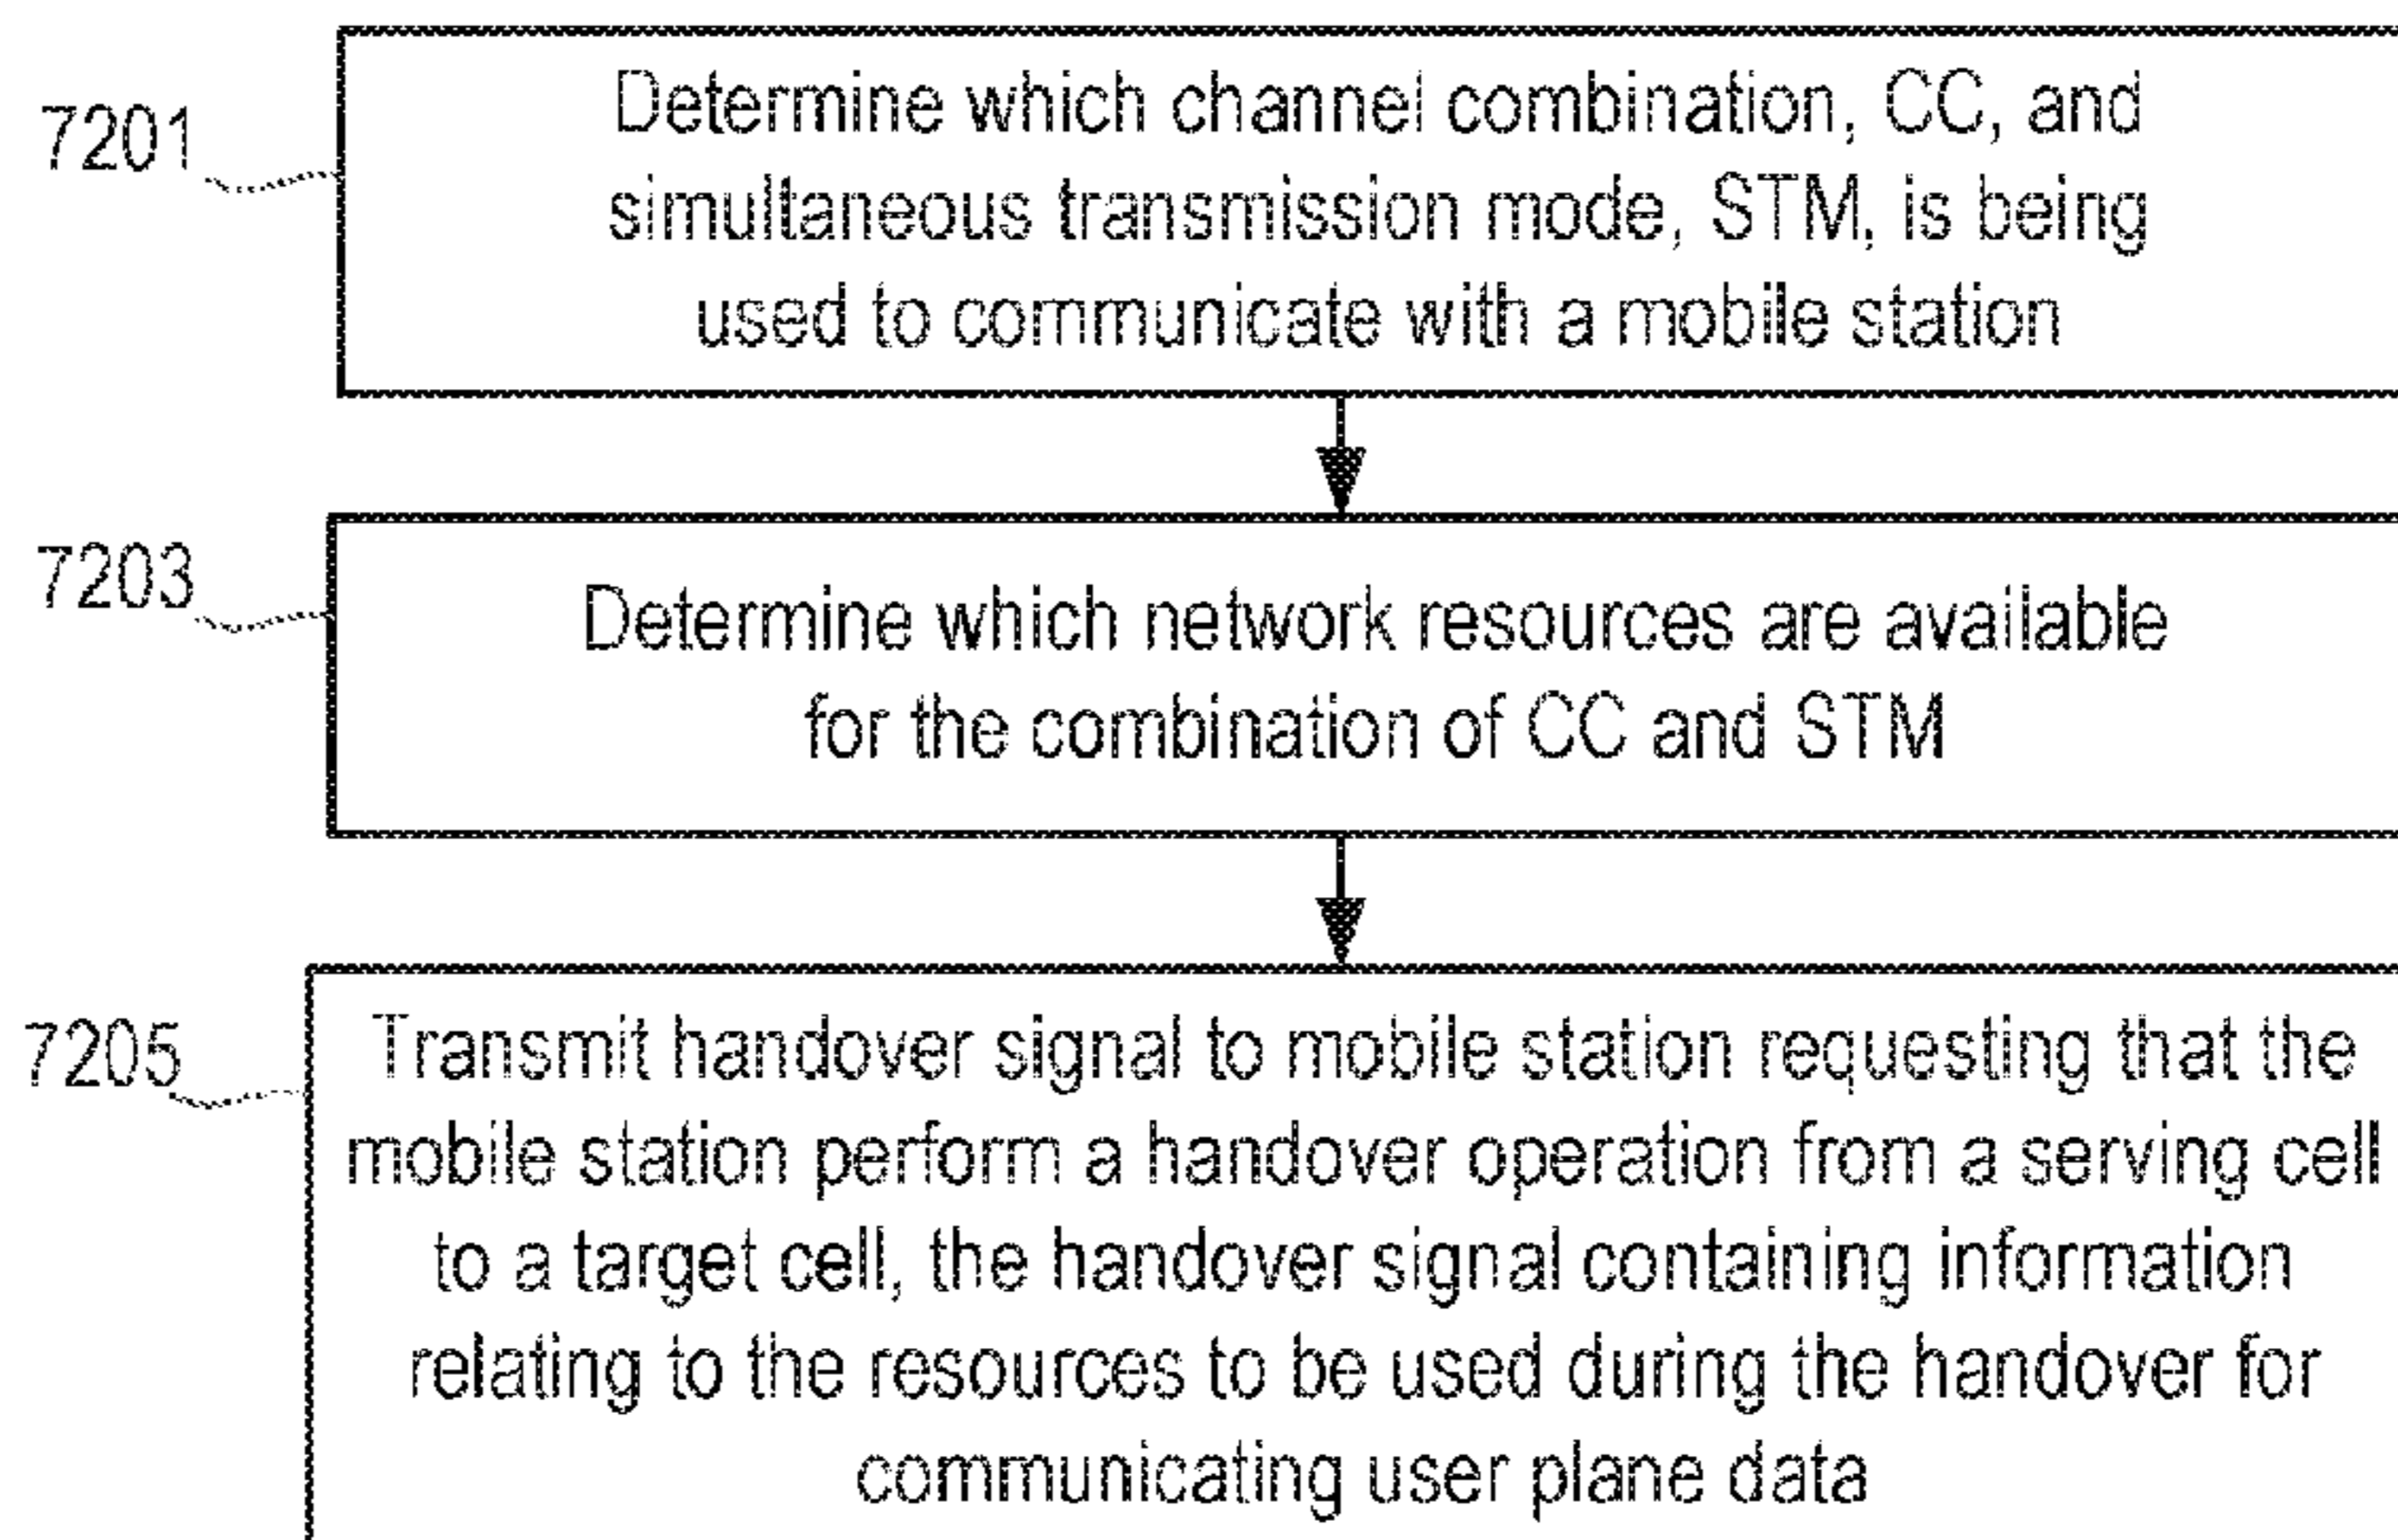 7201
Determine which channel combination, CC, and
simultaneous transmission mode, STM, is being
used to communicate with a mobile station
7203
Determine which network resources are available
for the combination of CC and STM
7205
Transmit handover signal to mobile station requesting that the
mobile station perform a handover operation from a serving cell
to a target cell, the handover signal containing information
relating to the resources to be used during the handover for
communicating user plane data